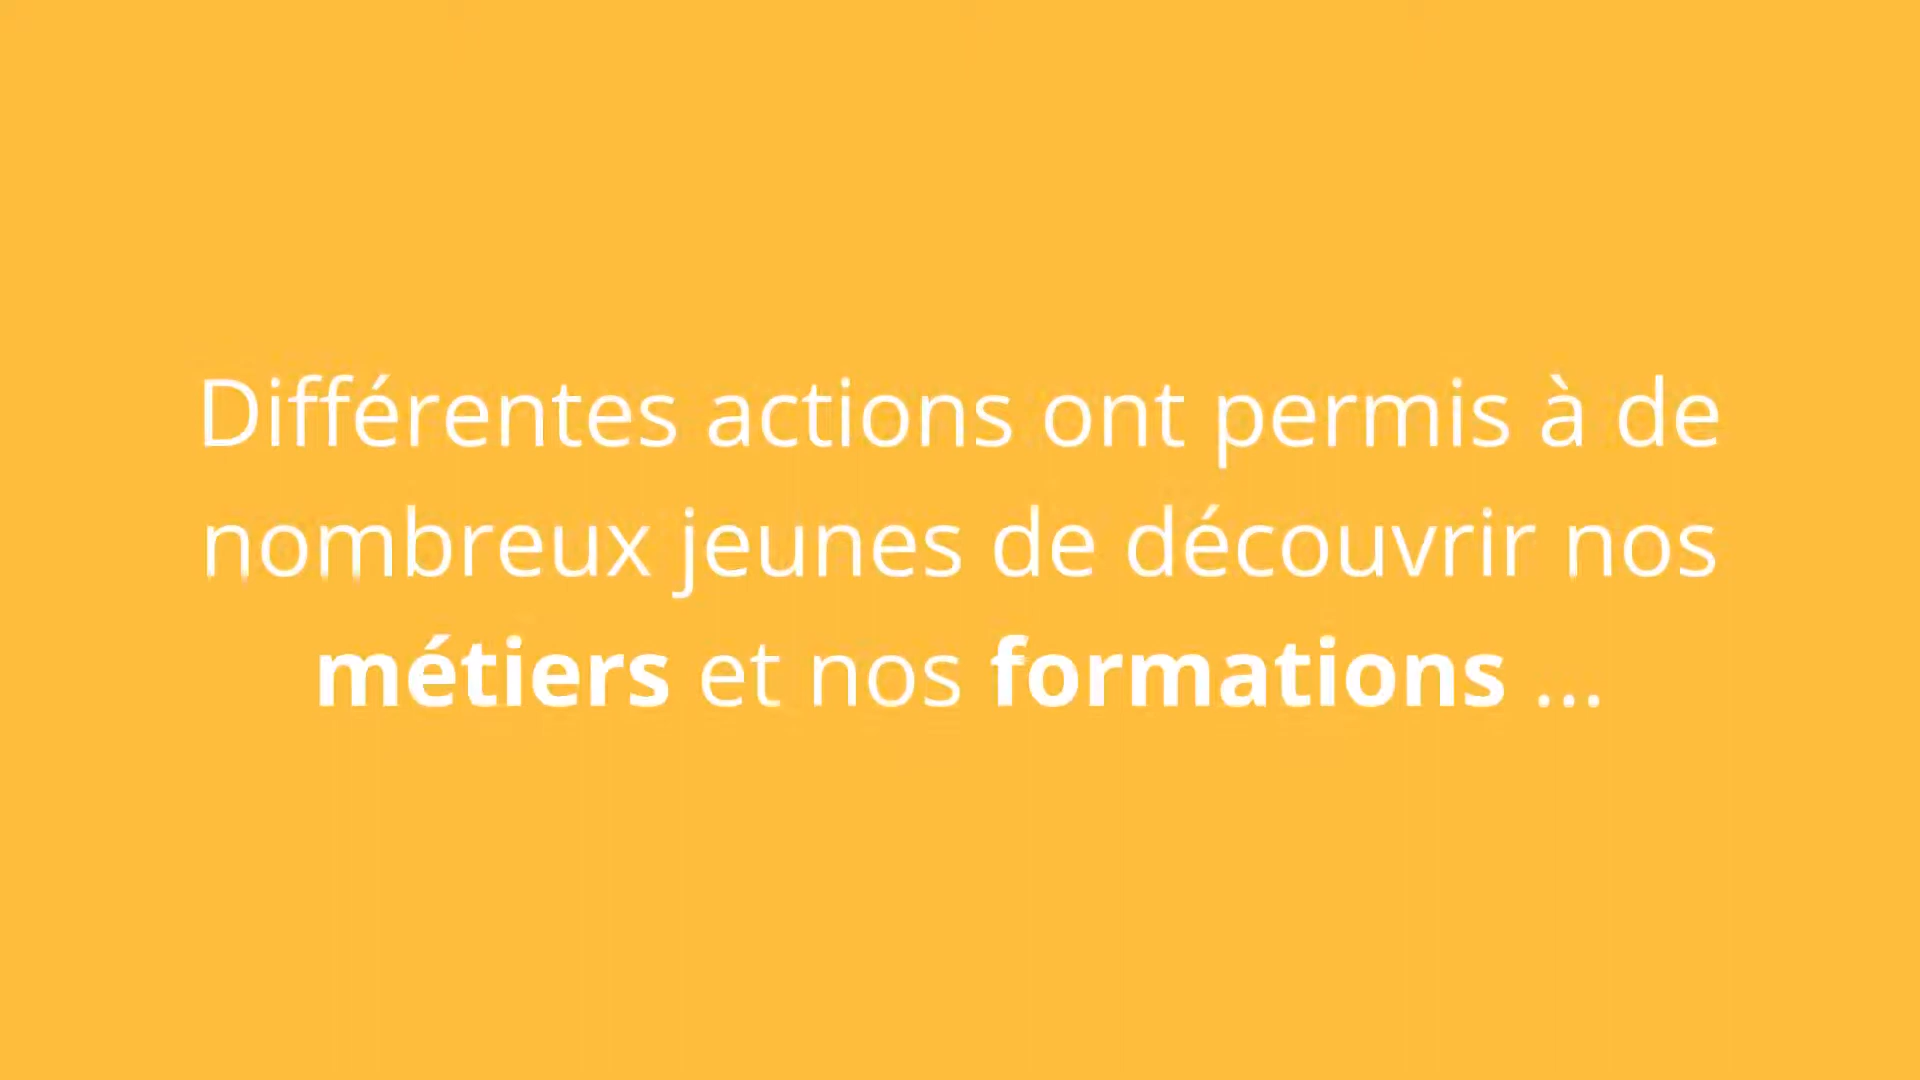 Différentes actions ont permis à de
nombreux jeunes de découvrir nos
métiers et nos formations ...